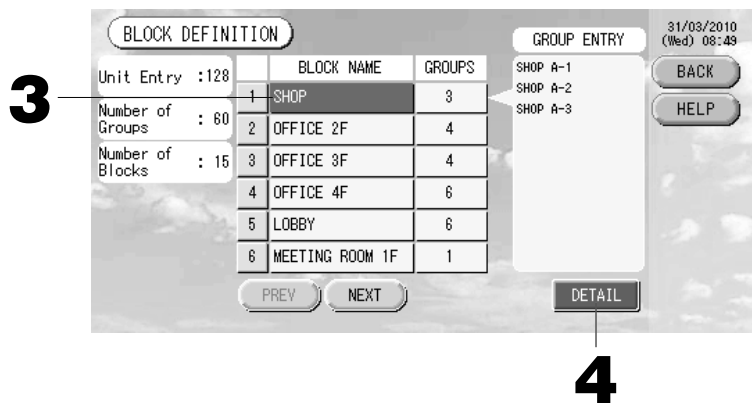 BLOCK DEFINITION
31/03/2010
(Wed) 08:49
Unit Entry :128
Number of
Groups : 60
Number of
Blocks : 15
BLOCK NAME GROUPS
1 SHOP 3
2 OFFICE 2F 4
3 OFFICE 3F 4
4 OFFICE 4F 6
5 LOBBY 6
6 MEETING ROOM 1F 1
PREV NEXT
GROUP ENTRY
SHOP A-1
SHOP A-2
SHOP A-3
DETAIL
BACK
HELP
3
4